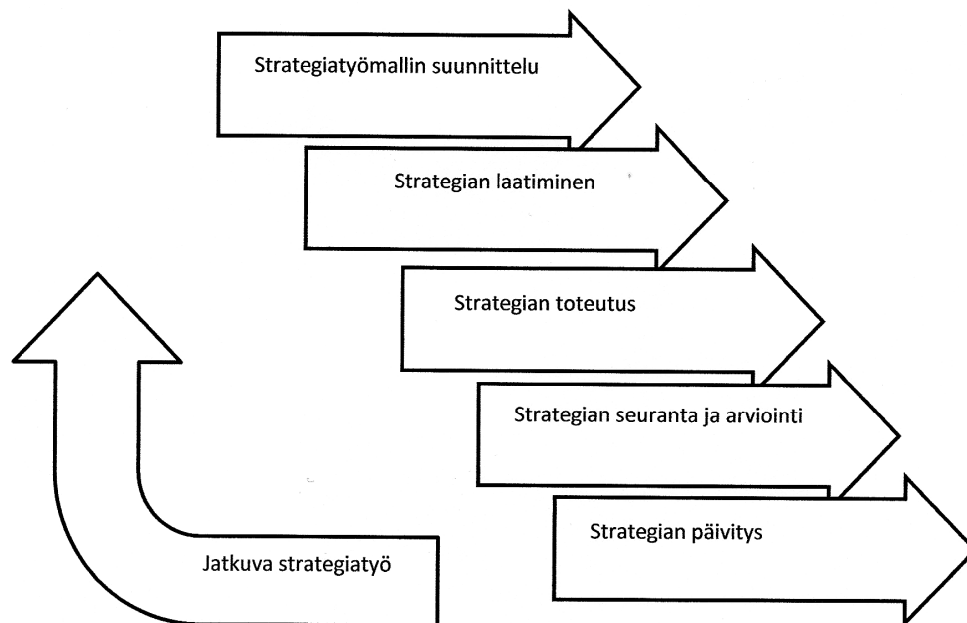 Strategiatyömallin suunnittelu
Strategian laatiminen
Strategian toteutus
Strategian seuranta ja arviointi
Strategian päivitys
Jatkuva strategiatyö